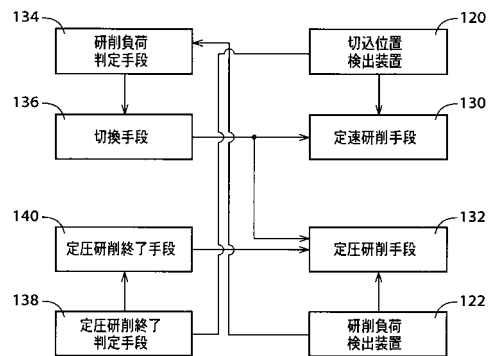 134
研削負荷
判定手段
120
切込位置
検出装置
136
切換手段
130
定速研削手段
140
定圧研削終了手段
132
定圧研削手段
138
定圧研削終了
判定手段
122
研削負荷
検出装置